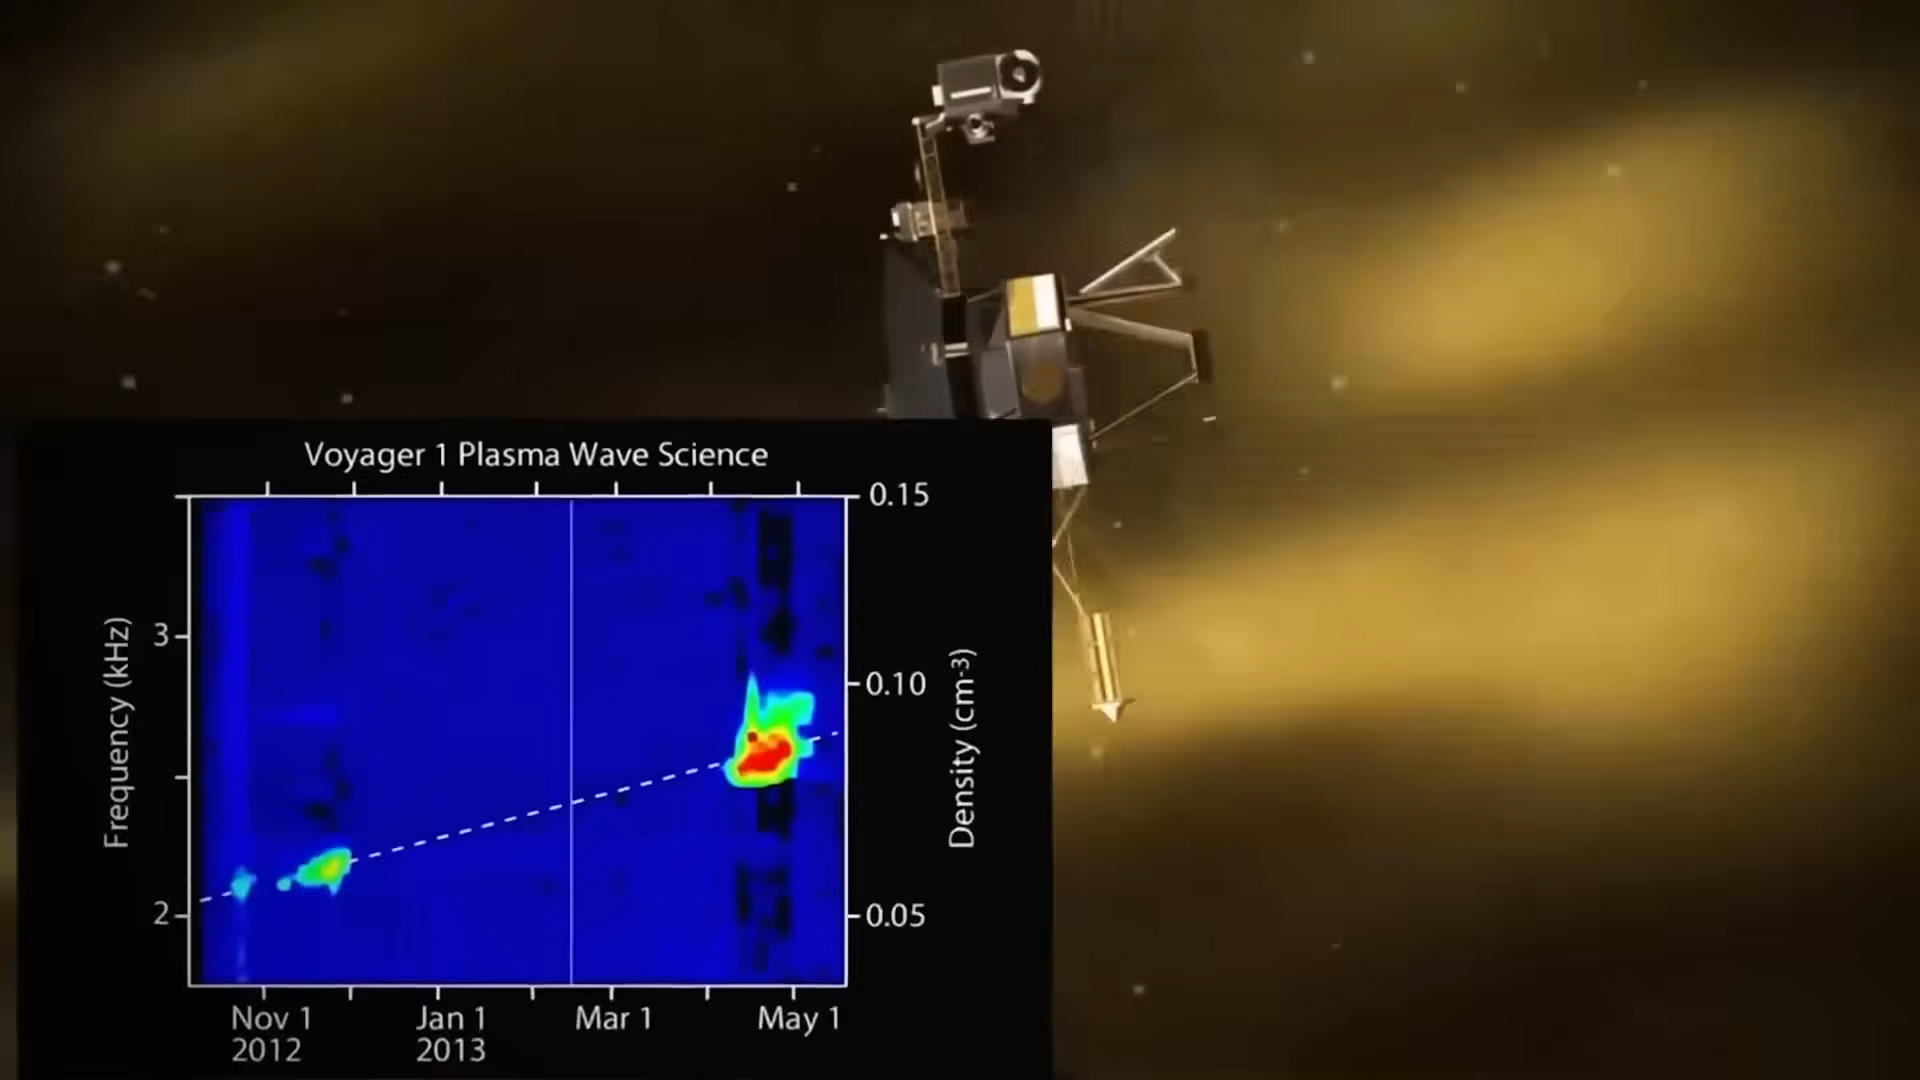 Voyager 1 Plasma Wave Science
0.15
3
0.10
Frequency (kHz)
Density (cm-3)
2
0.05
Nov 1 Jan 1 Mar 1 May 1
2012 2013